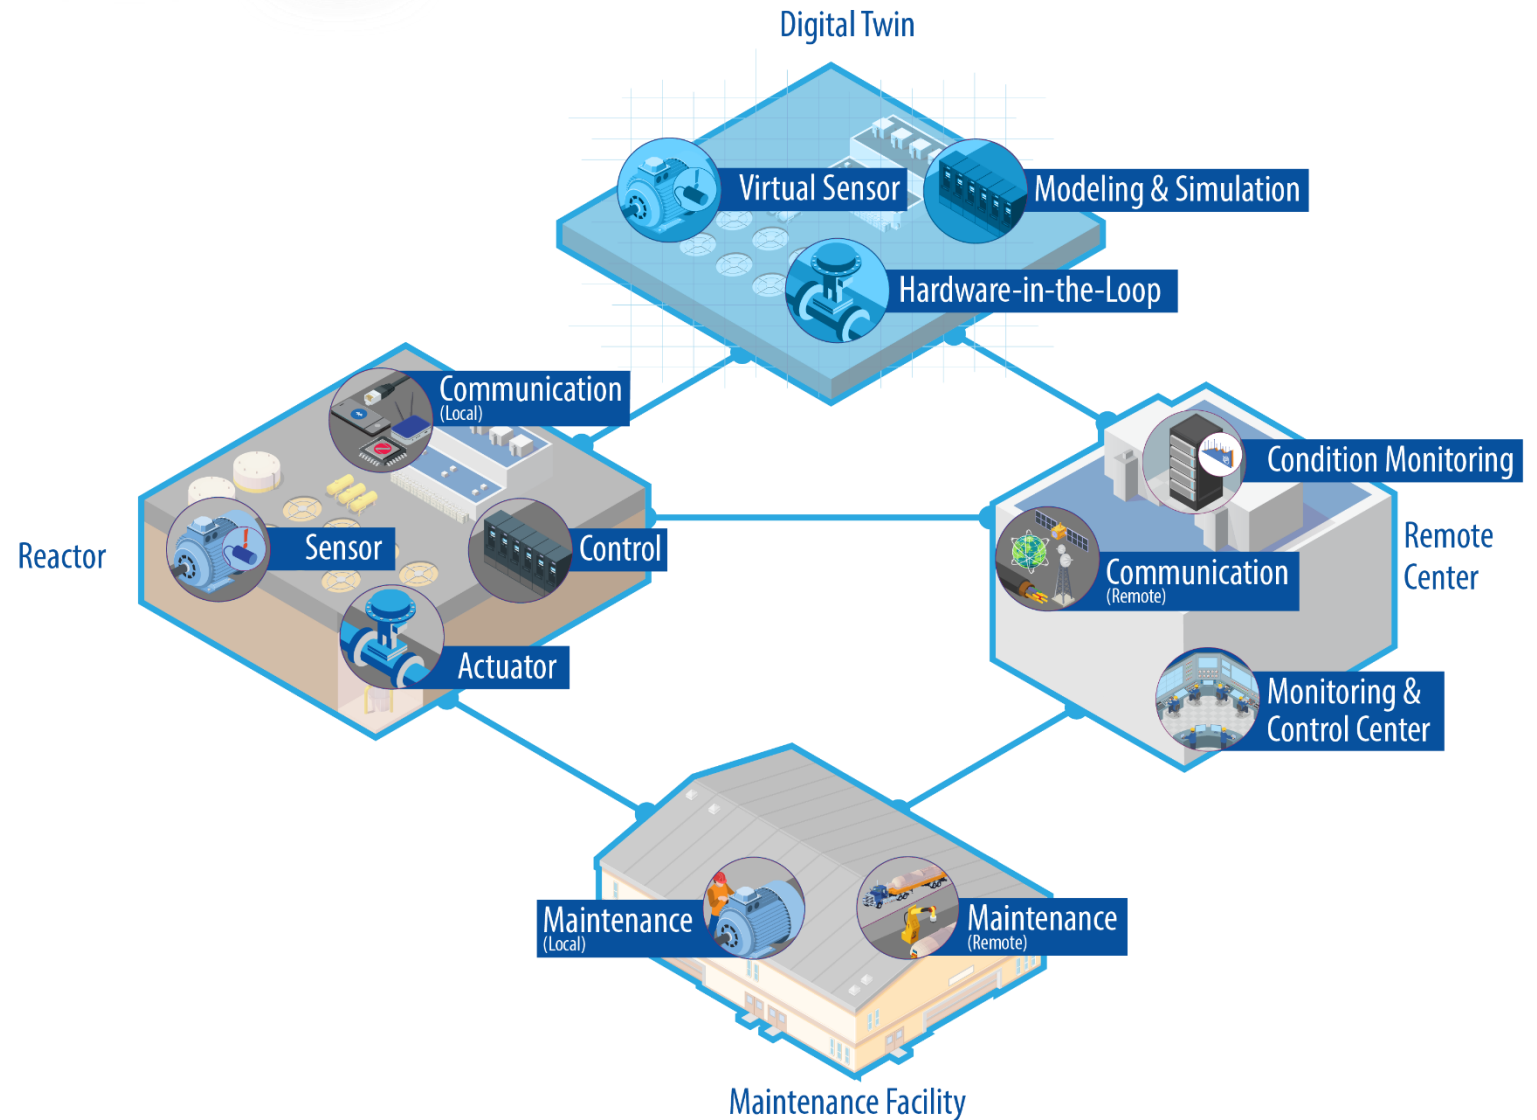 Digital Twin
Virtual Sensor
Modeling & Simulation
Hardware-in-the-Loop
Communication
(Local)
Condition Monitoring
Reactor
Sensor
Control
Remote
Center
Communication
(Remote)
Actuator
Monitoring &
Control Center
Maintenance
(Local)
Maintenance
(Remote)
Maintenance Facility